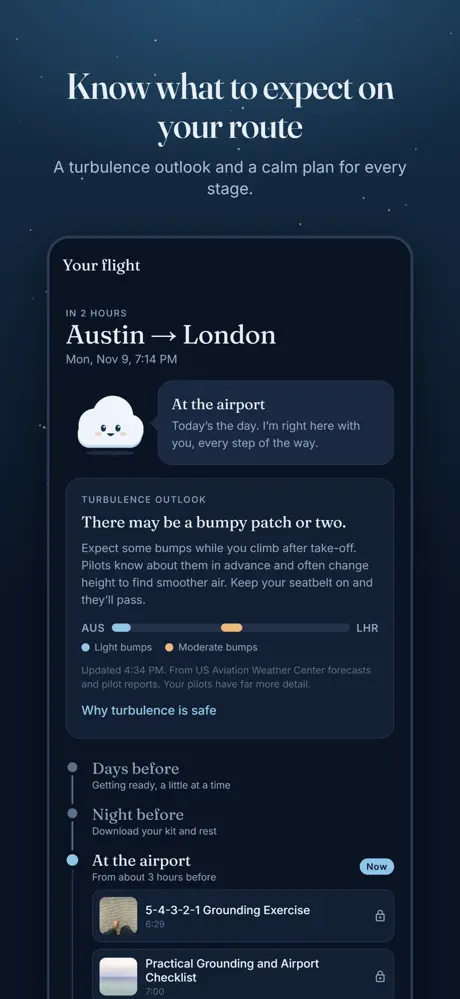 Know what to expect on
your route
A turbulence outlook and a calm plan for every
stage.
Your flight
IN 2 HOURS
Austin → London
Mon, Nov 9, 7:14 PM
At the airport
Today's the day. I'm right here with
you, every step of the way.
TURBULENCE OUTLOOK
There may be a bumpy patch or two.
Expect some bumps while you climb after take-off.
Pilots know about them in advance and often change
height to find smoother air. Keep your seatbelt on and
they'll pass.
AUS LHR
Light bumps Moderate bumps
Updated 4:34 PM. From US Aviation Weather Center forecasts
and pilot reports. Your pilots have far more detail.
Why turbulence is safe
Days before
Getting ready, a little at a time
Night before
Download your kit and rest
At the airport
Now
From about 3 hours before
5-4-3-2-1 Grounding Exercise
6:29
Practical Grounding and Airport
Checklist
7:00